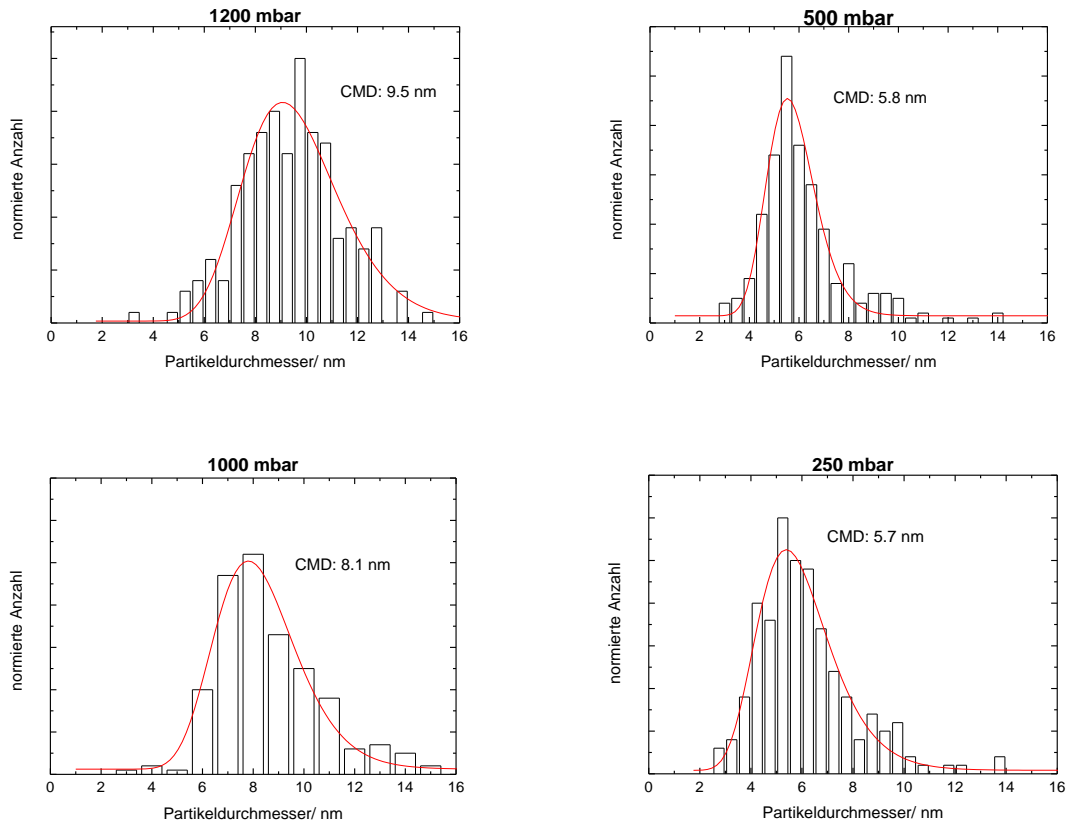 1200 mbar
CMD: 9.5 nm
normierte Anzahl
0 2 4 6 8 10 12 14 16
Partikeldurchmesser/ nm
500 mbar
CMD: 5.8 nm
normierte Anzahl
0 2 4 6 8 10 12 14 16
Partikeldurchmesser/ nm
1000 mbar
CMD: 8.1 nm
normierte Anzahl
0 2 4 6 8 10 12 14 16
Partikeldurchmesser/ nm
250 mbar
CMD: 5.7 nm
normierte Anzahl
0 2 4 6 8 10 12 14 16
Partikeldurchmesser/ nm